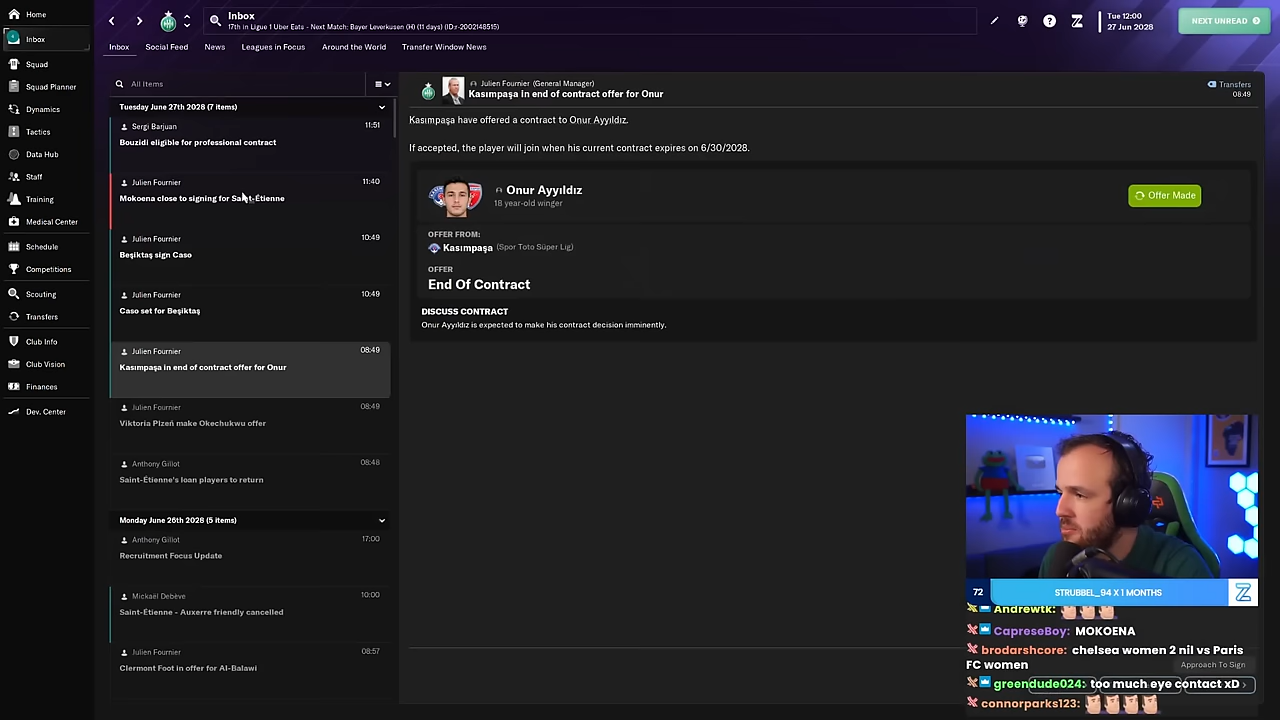 Home
Inbox
Squad
Squad Planner
Dynamics
Tactics
Data Hub
Staff
Training
Medical Center
Schedule
Competitions
Scouting
Transfers
Club Info
Club Vision
Finances
Dev. Center
Inbox
17th in Ligue 1 Uber Eats - Next Match: Bayer Leverkusen (H) (11 days) (ID:r-2002148515)
Tue 12:00
27 Jun 2028
NEXT UNREAD
Inbox
Social Feed
News
Leagues in Focus
Around the World
Transfer Window News
All Items
Tuesday June 27th 2028 (7 items)
Sergi Barjuan
11:51
Bouzidi eligible for professional contract
Julien Fournier
11:40
Mokoena close to signing for Saint-Étienne
Julien Fournier
10:49
Beşiktaş sign Caso
Julien Fournier
10:49
Caso set for Beşiktaş
Julien Fournier
08:49
Kasımpaşa in end of contract offer for Onur
Julien Fournier
08:49
Viktoria Plzeň make Okechukwu offer
Anthony Gillot
08:48
Saint-Étienne's loan players to return
Monday June 26th 2028 (5 items)
Anthony Gillot
17:00
Recruitment Focus Update
Mickaël Debève
10:00
Saint-Étienne - Auxerre friendly cancelled
Julien Fournier
08:57
Clermont Foot in offer for Al-Balawi
Julien Fournier (General Manager)
Kasımpaşa in end of contract offer for Onur
Transfers
08:49
Kasımpaşa have offered a contract to Onur Ayyıldız.
If accepted, the player will join when his current contract expires on 6/30/2028.
Onur Ayyıldız
18 year-old winger
Offer Made
OFFER FROM:
Kasımpaşa (Spor Toto Süper Lig)
OFFER
End Of Contract
DISCUSS CONTRACT
Onur Ayyıldız is expected to make his contract decision imminently.
72
STRUBBEL_94 X 1 MONTHS
Z
Andrewtk:
CapreseBoy: MOKOENA
brodarshcore: chelsea women 2 nil vs Paris
FC women
Approach To Sign
greendude024: too much eye contact xD
connorparks123: